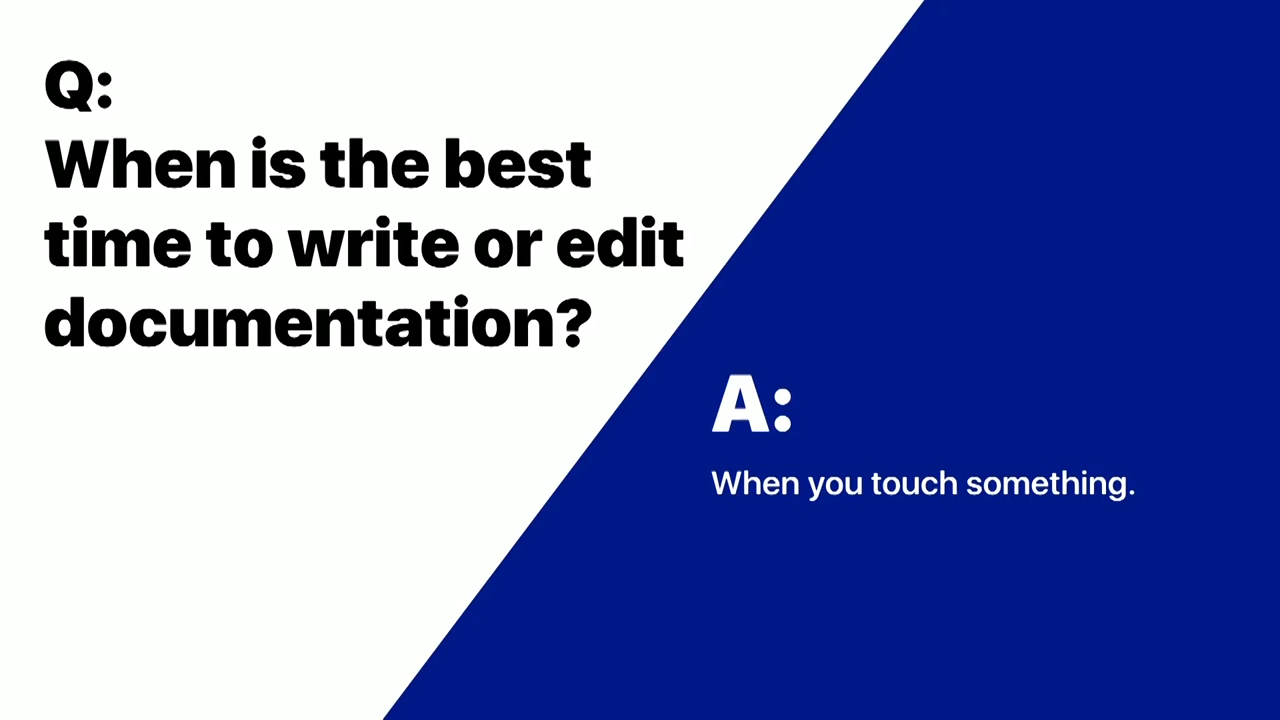 Q:
When is the best
time to write or edit
documentation?
A:
When you touch something.